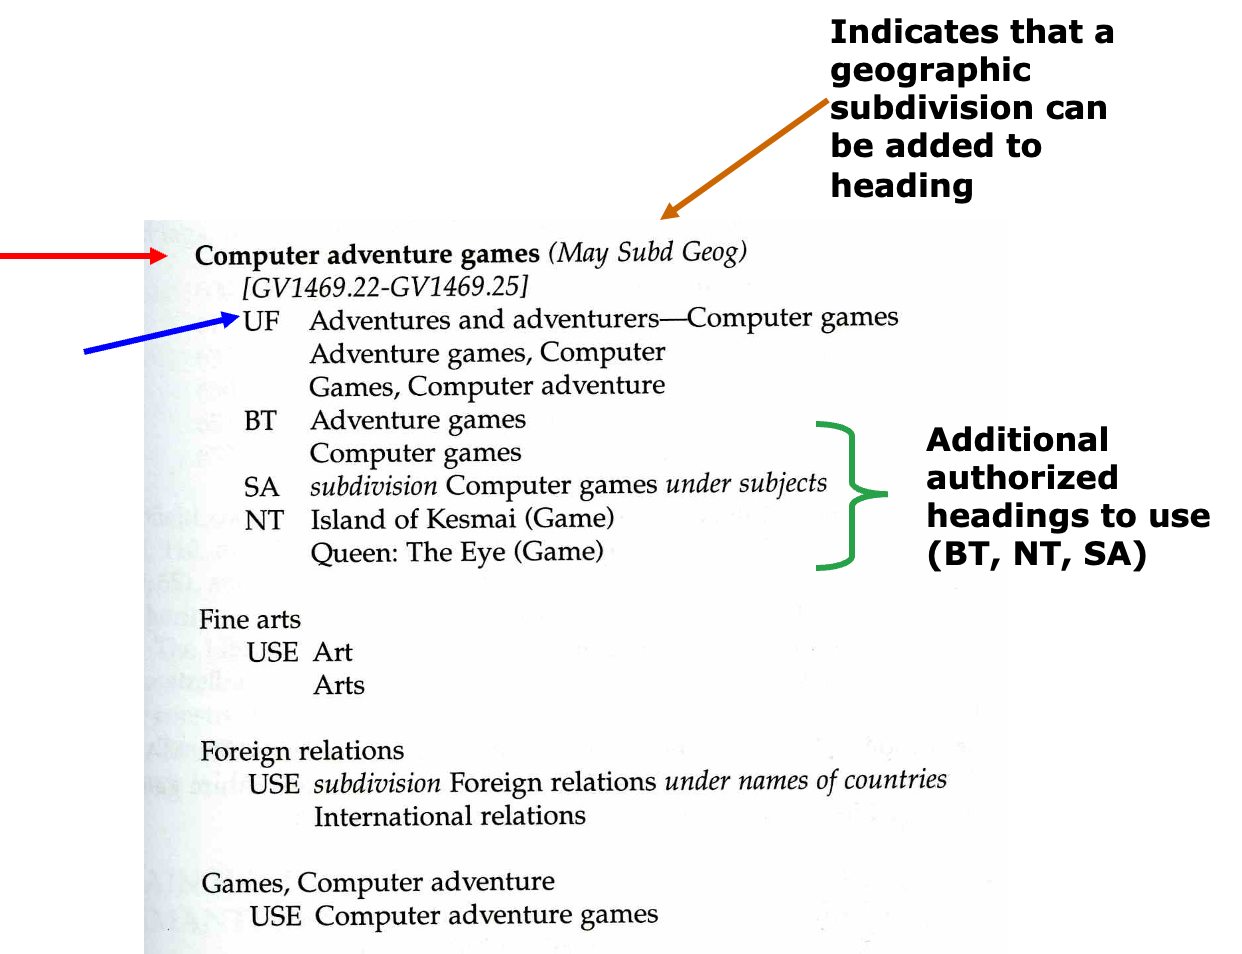 Indicates that a
geographic
subdivision can
be added to
heading
Computer adventure games (May Subd Geog)
[GV1469.22-GV1469.25]
UF Adventures and adventurers—Computer games
Adventure games, Computer
Games, Computer adventure
BT Adventure games
Computer games
SA subdivision Computer games under subjects
NT Island of Kesmai (Game)
Queen: The Eye (Game)
Additional
authorized
headings to use
(BT, NT, SA)
Fine arts
USE Art
Arts
Foreign relations
USE subdivision Foreign relations under names of countries
International relations
Games, Computer adventure
USE Computer adventure games